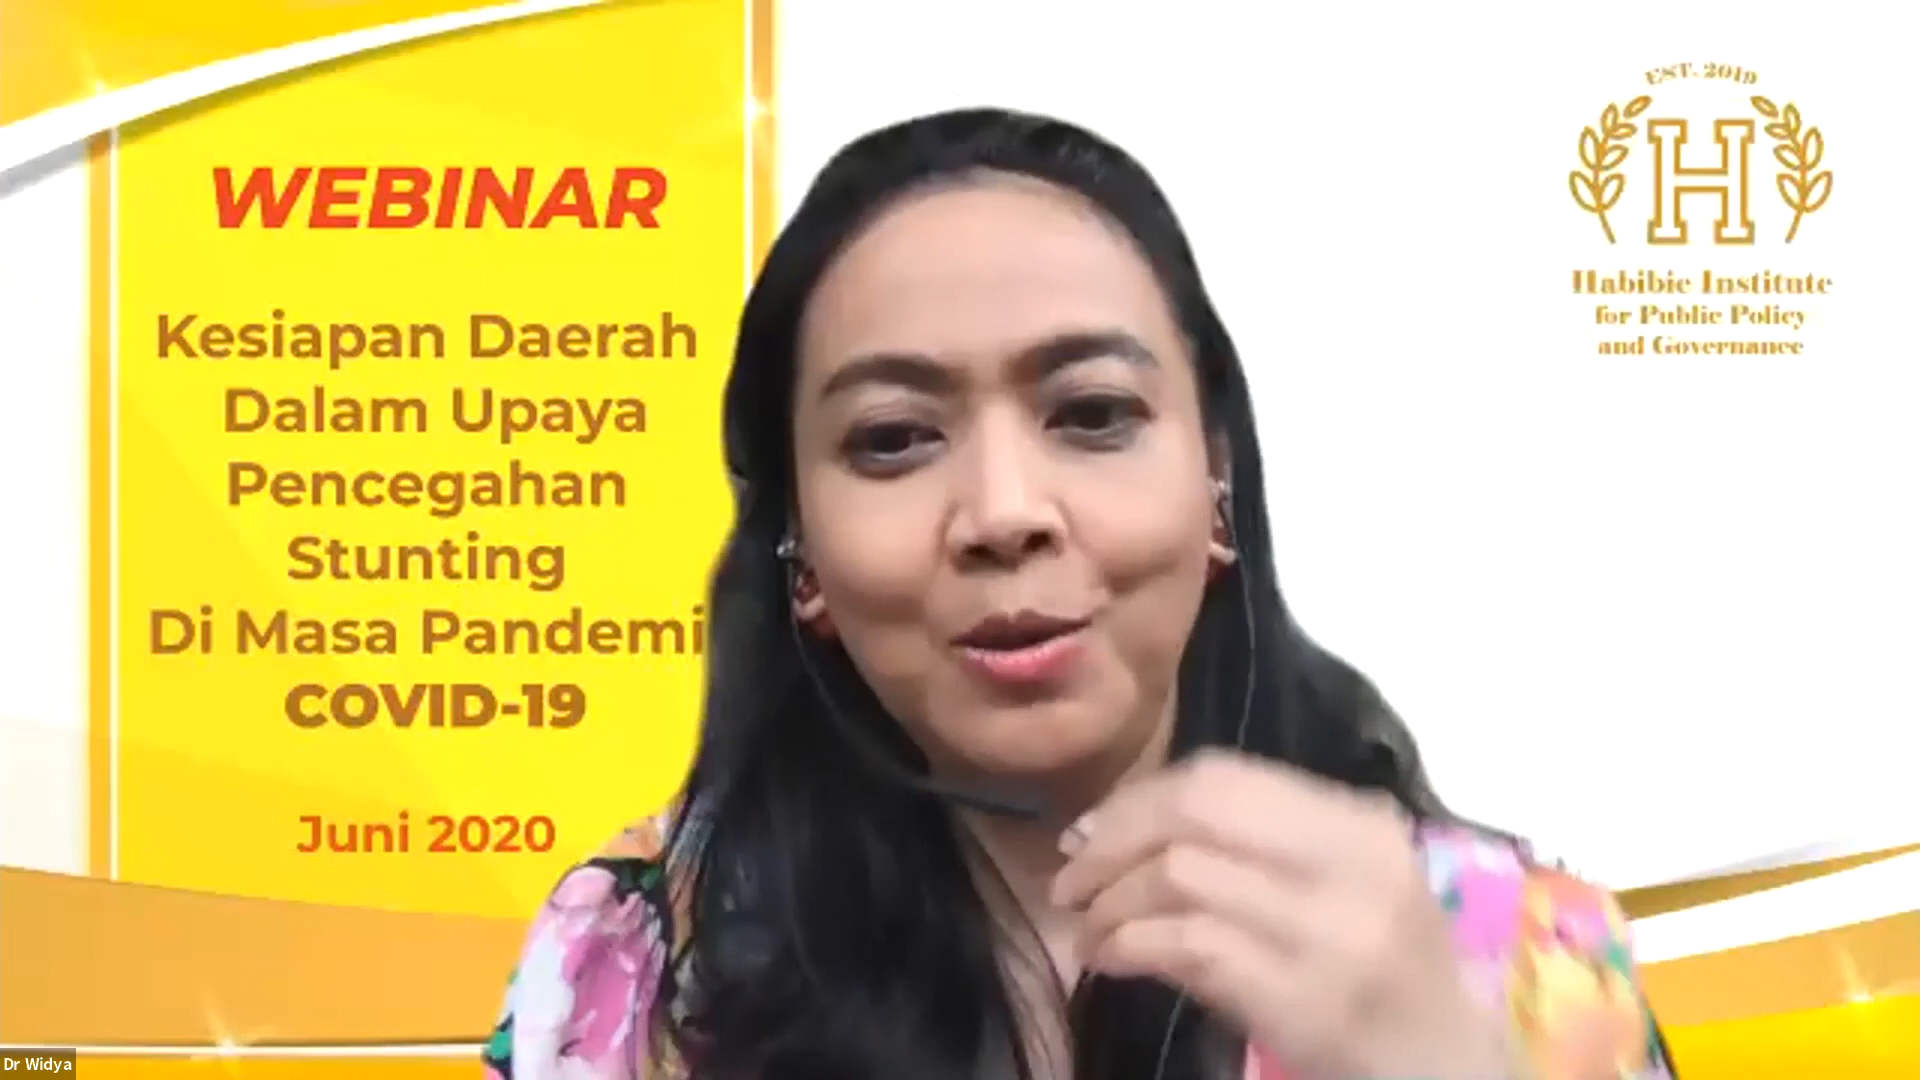 WEBINAR
Kesiapan Daerah
Dalam Upaya
Pencegahan
Stunting
Di Masa Pandemi
COVID-19
Juni 2020
EST. 2019
H
Habibie Institute
for Public Policy
and Governance
Dr Widya